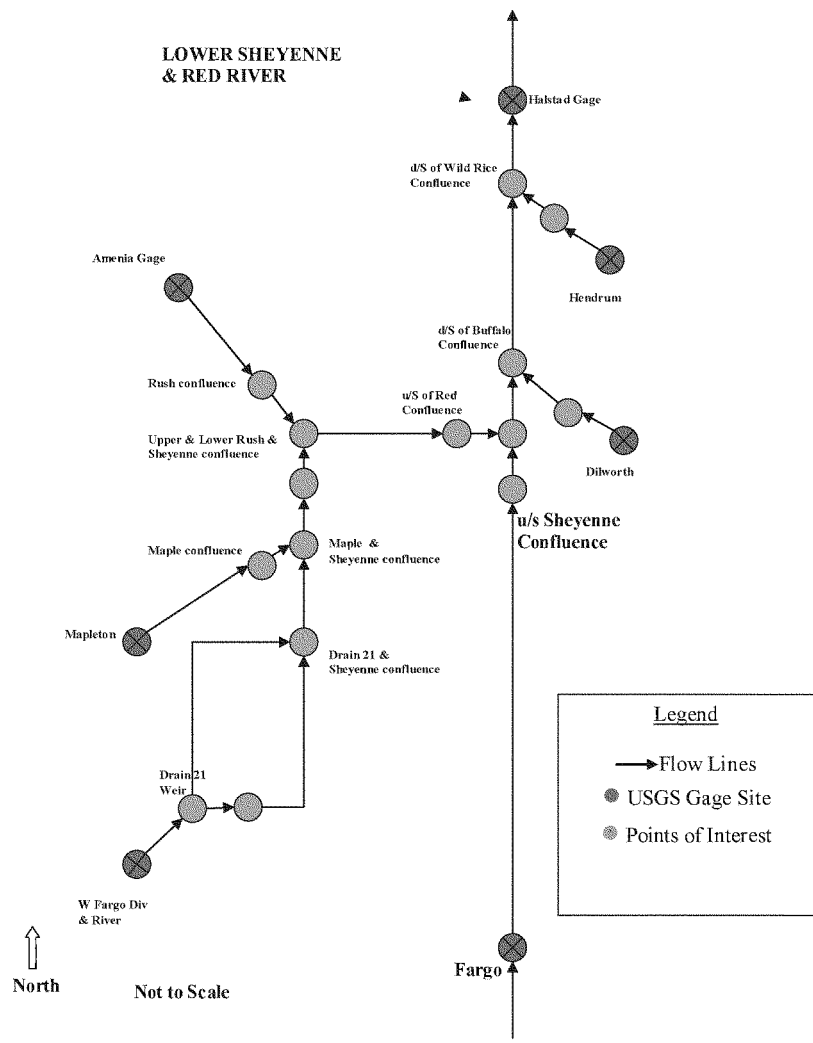 LOWER SHEYENNE
& RED RIVER
Halstad Gage
d/S of Wild Rice
Confluence
Amenia Gage
Hendrum
d/S of Buffalo
Confluence
Rush confluence
u/S of Red
Confluence
Upper & Lower Rush &
Sheyenne confluence
Dilworth
u/s Sheyenne
Confluence
Maple confluence
Maple &
Sheyenne confluence
Mapleton
Drain 21 &
Sheyenne confluence
Legend
Flow Lines
USGS Gage Site
Points of Interest
Drain 21
Weir
W Fargo Div
& River
Fargo
North
Not to Scale